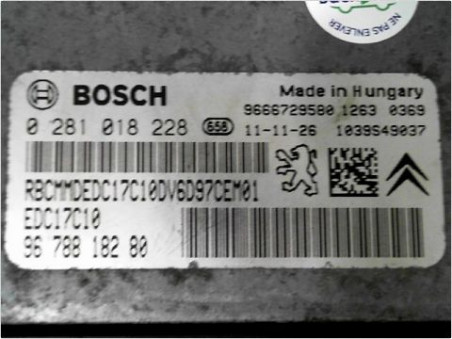 NE PAS ENLEVER
BOSCH
Made in Hungary
9666729580 1263 0369
0 281 018 228 658 11-11-26 1039S49037
RBCMMDEDC17C10DV6D97CEM01
EDC17C10
96 788 182 80